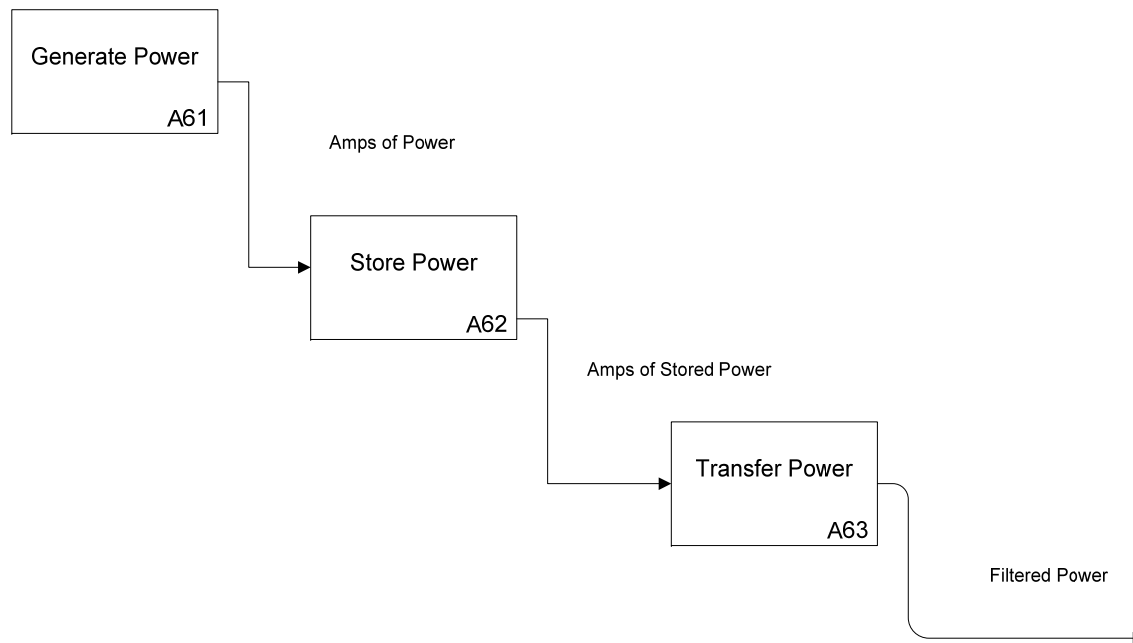 Generate Power
A61
Amps of Power
Store Power
A62
Amps of Stored Power
Transfer Power
A63
Filtered Power